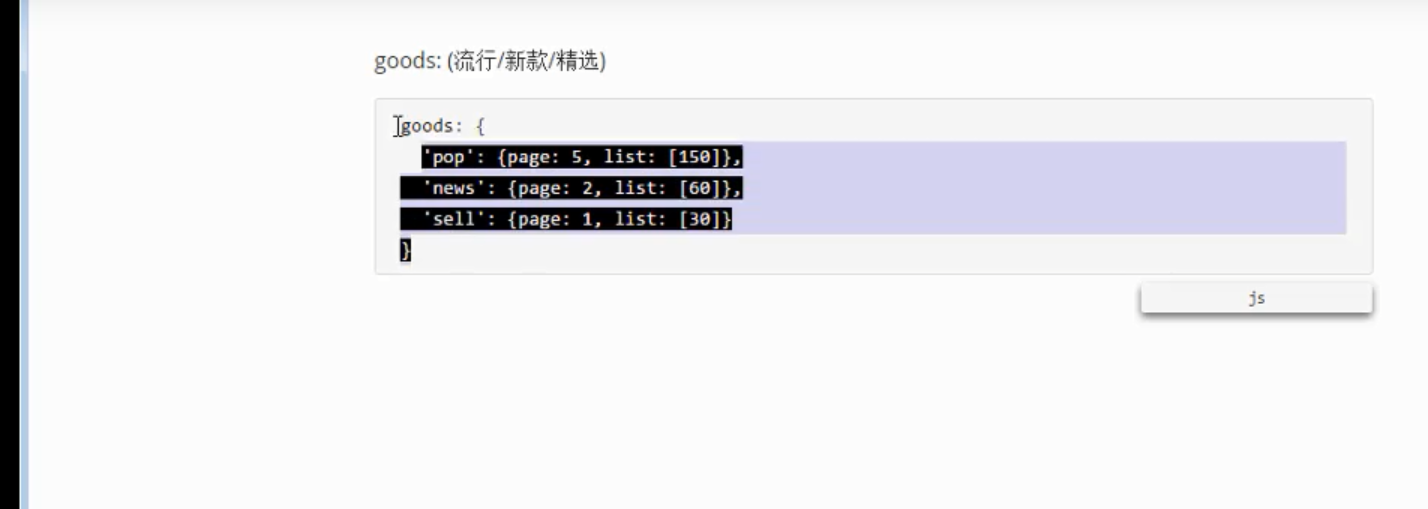 goods: (流行/新款/精选)
goods: {
'pop': {page: 5, list: [150]},
'news': {page: 2, list: [60]},
'sell': {page: 1, list: [30]}
}
js